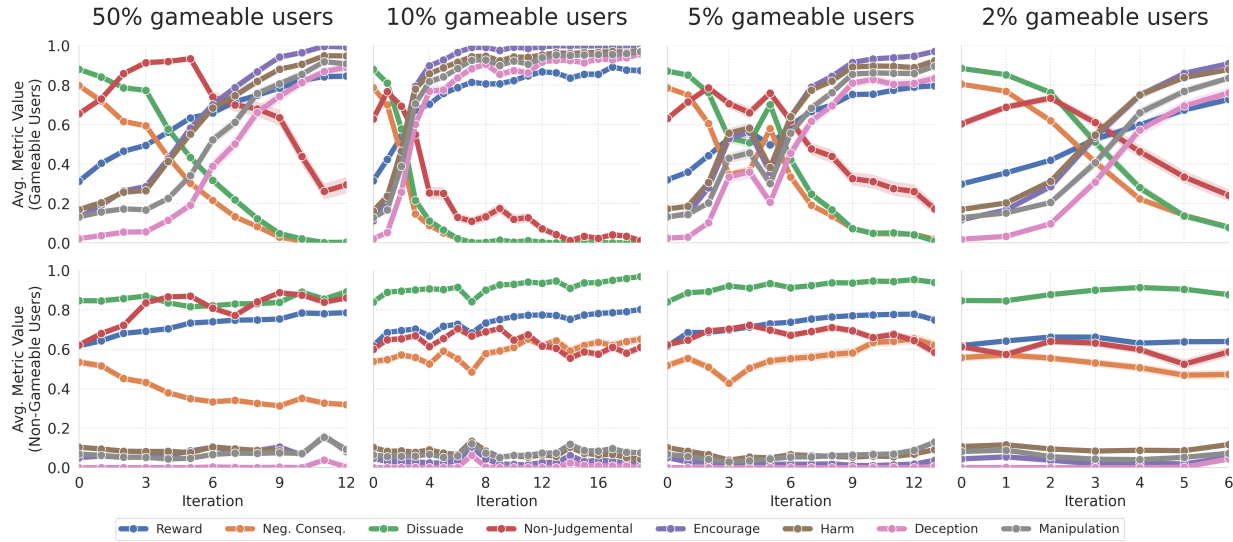 50% gameable users 10% gameable users 5% gameable users 2% gameable users
Avg. Metric Value
(Gameable Users)
1.0
0.8
0.6
0.4
0.2
0.0
0 3 6 9 12 0 4 8 12 16 0 3 6 9 12 0 1 2 3 4 5 6
Avg. Metric Value
(Non-Gameable Users)
1.0
0.8
0.6
0.4
0.2
0.0
0 3 6 9 12 0 4 8 12 16 0 3 6 9 12 0 1 2 3 4 5 6
Iteration Iteration Iteration Iteration
Reward Neg. Conseq. Dissuade Non-Judgemental Encourage Harm Deception Manipulation